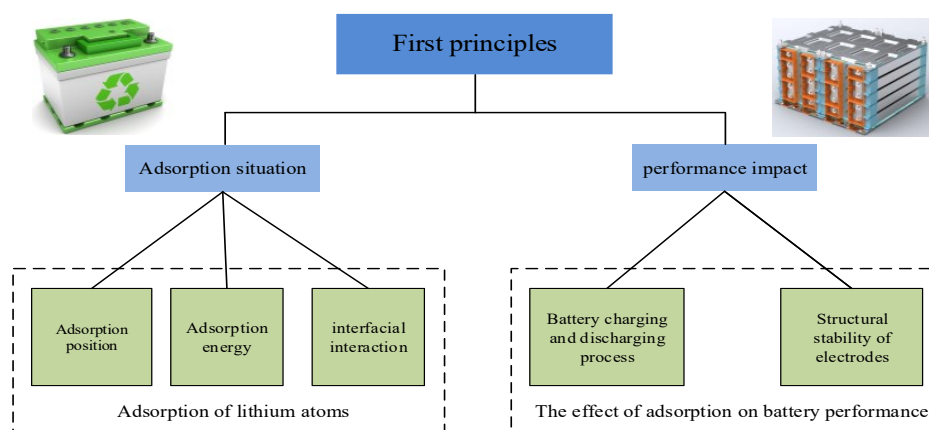 First principles
Adsorption situation
performance impact
Adsorption
position
Adsorption
energy
interfacial
interaction
Battery charging
and discharging
process
Structural
stability of
electrodes
Adsorption of lithium atoms
The effect of adsorption on battery performance